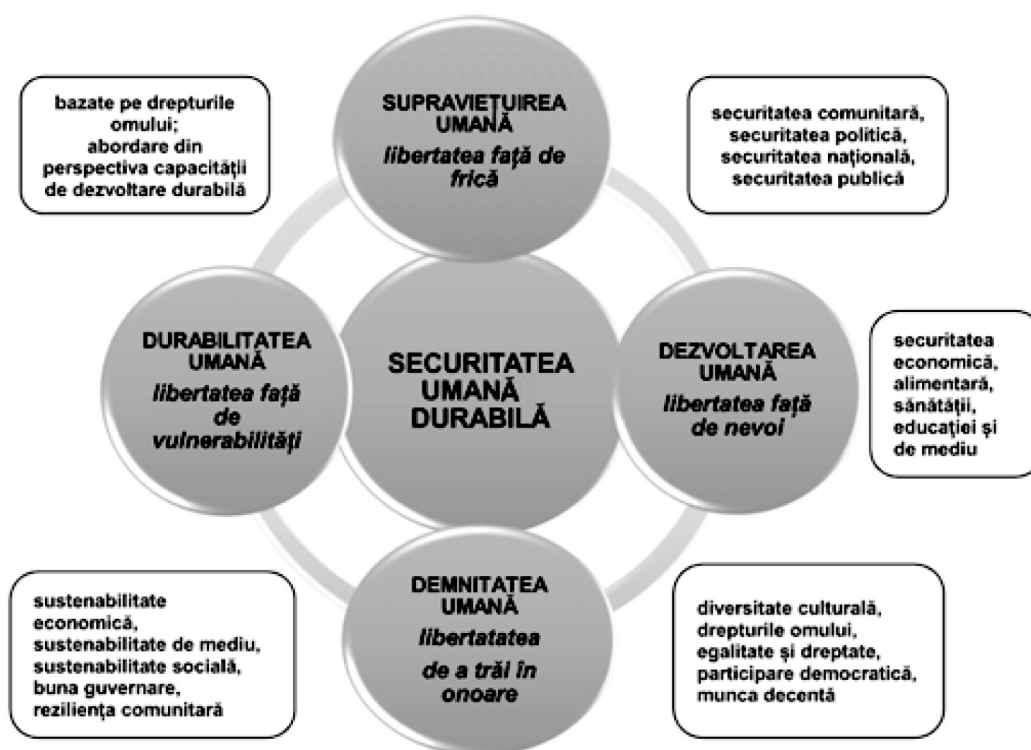 bazate pe drepturile
omului;
abordare din
perspectiva capacității
de dezvoltare durabilă
SUPRAVIEȚUIREA
UMANĂ
libertatea față de
frică
securitatea comunitară,
securitatea politică,
securitatea națională,
securitatea publică
DURABILITATEA
UMANĂ
libertatea față
de
vulnerabilități
SECURITATEA
UMANĂ
DURABILĂ
DEZVOLTAREA
UMANĂ
libertatea față
de nevoi
securitatea
economică,
alimentară,
sănătății,
educației și
de mediu
sustenabilitate
economică,
sustenabilitate de mediu,
sustenabilitate socială,
buna guvernare,
reziliența comunitară
DEMNITATEA
UMANĂ
libertatatea
de a trăi în
onoare
diversitate culturală,
drepturile omului,
egalitate și dreptate,
participare democratică,
munca decentă